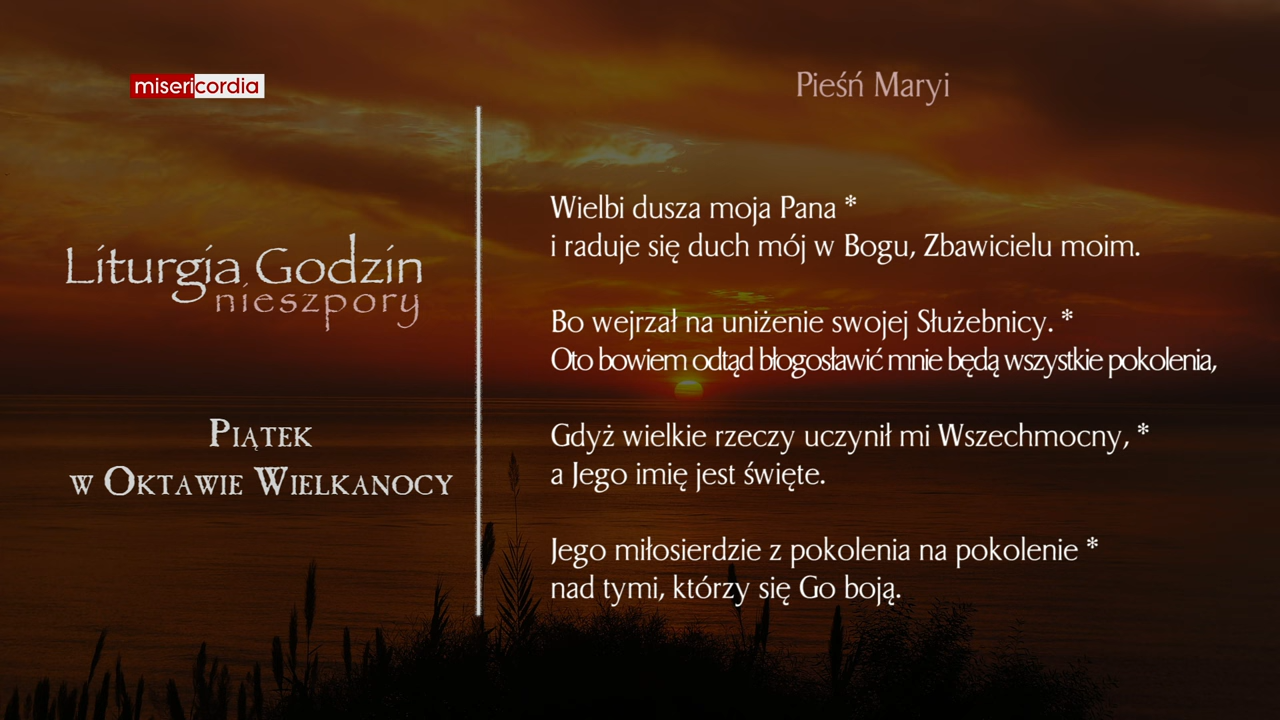 misericordia
Liturgia Godzin
nieszpory
Piątek
w Oktawie Wielkanocy
Pieśń Maryi
Wielbi dusza moja Pana *
i raduje się duch mój w Bogu, Zbawicielu moim.
Bo wejrzał na uniżenie swojej Służebnicy. *
Oto bowiem odtąd błogosławić mnie będą wszystkie pokolenia,
Gdyż wielkie rzeczy uczynił mi Wszechmocny, *
a Jego imię jest święte.
Jego miłosierdzie z pokolenia na pokolenie *
nad tymi, którzy się Go boją.